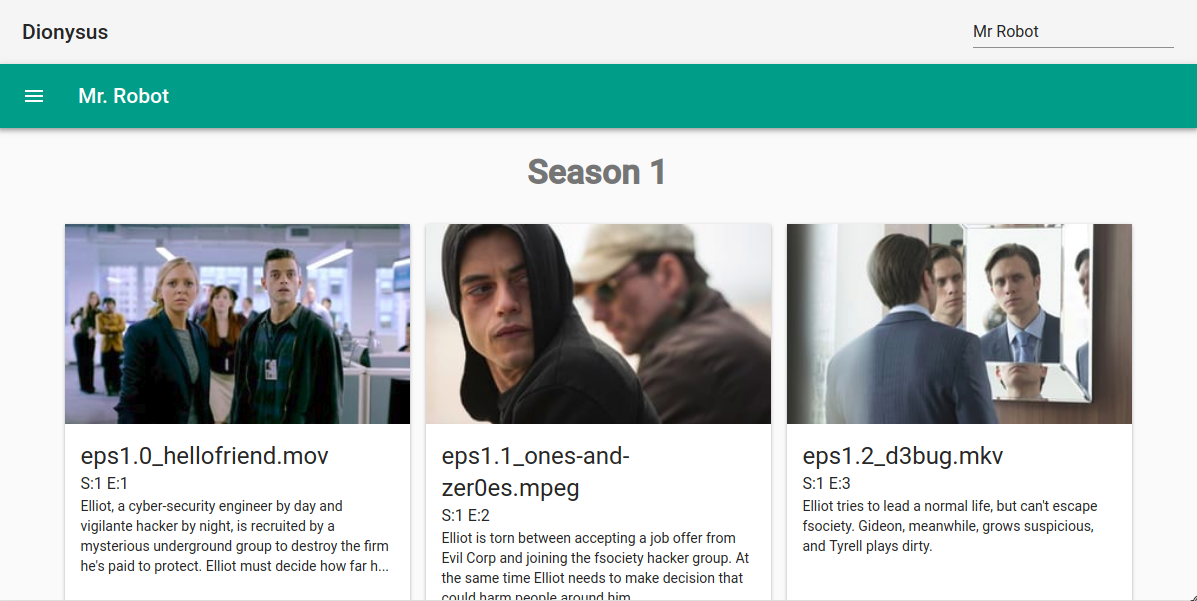 Dionysus
Mr Robot
Mr. Robot
Season 1
eps1.0_hellofriend.mov
S:1 E:1
Elliot, a cyber-security engineer by day and
vigilante hacker by night, is recruited by a
mysterious underground group to destroy the firm
he's paid to protect. Elliot must decide how far h...
eps1.1_ones-and-
zer0es.mpeg
S:1 E:2
Elliot is torn between accepting a job offer from
Evil Corp and joining the fsociety hacker group. At
the same time Elliot needs to make decision that
could harm people around him
eps1.2_d3bug.mkv
S:1 E:3
Elliot tries to lead a normal life, but can't escape
fsociety. Gideon, meanwhile, grows suspicious,
and Tyrell plays dirty.